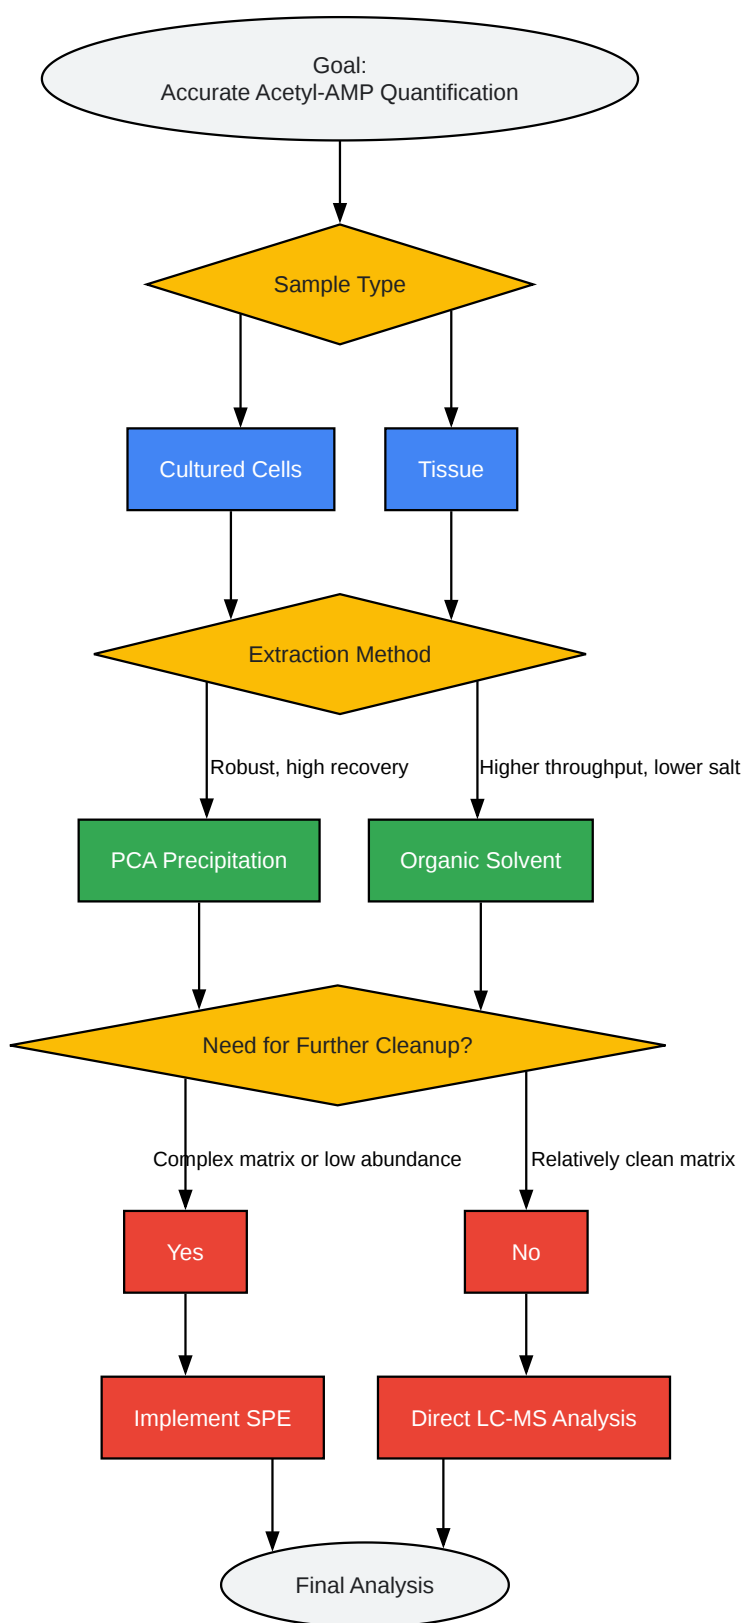 Goal:
Accurate Acetyl-AMP Quantification
Sample Type
Cultured Cells
Tissue
Extraction Method
Robust, high recovery
Higher throughput, lower salt
PCA Precipitation
Organic Solvent
Need for Further Cleanup?
Complex matrix or low abundance
Relatively clean matrix
Yes
No
Implement SPE
Direct LC-MS Analysis
Final Analysis